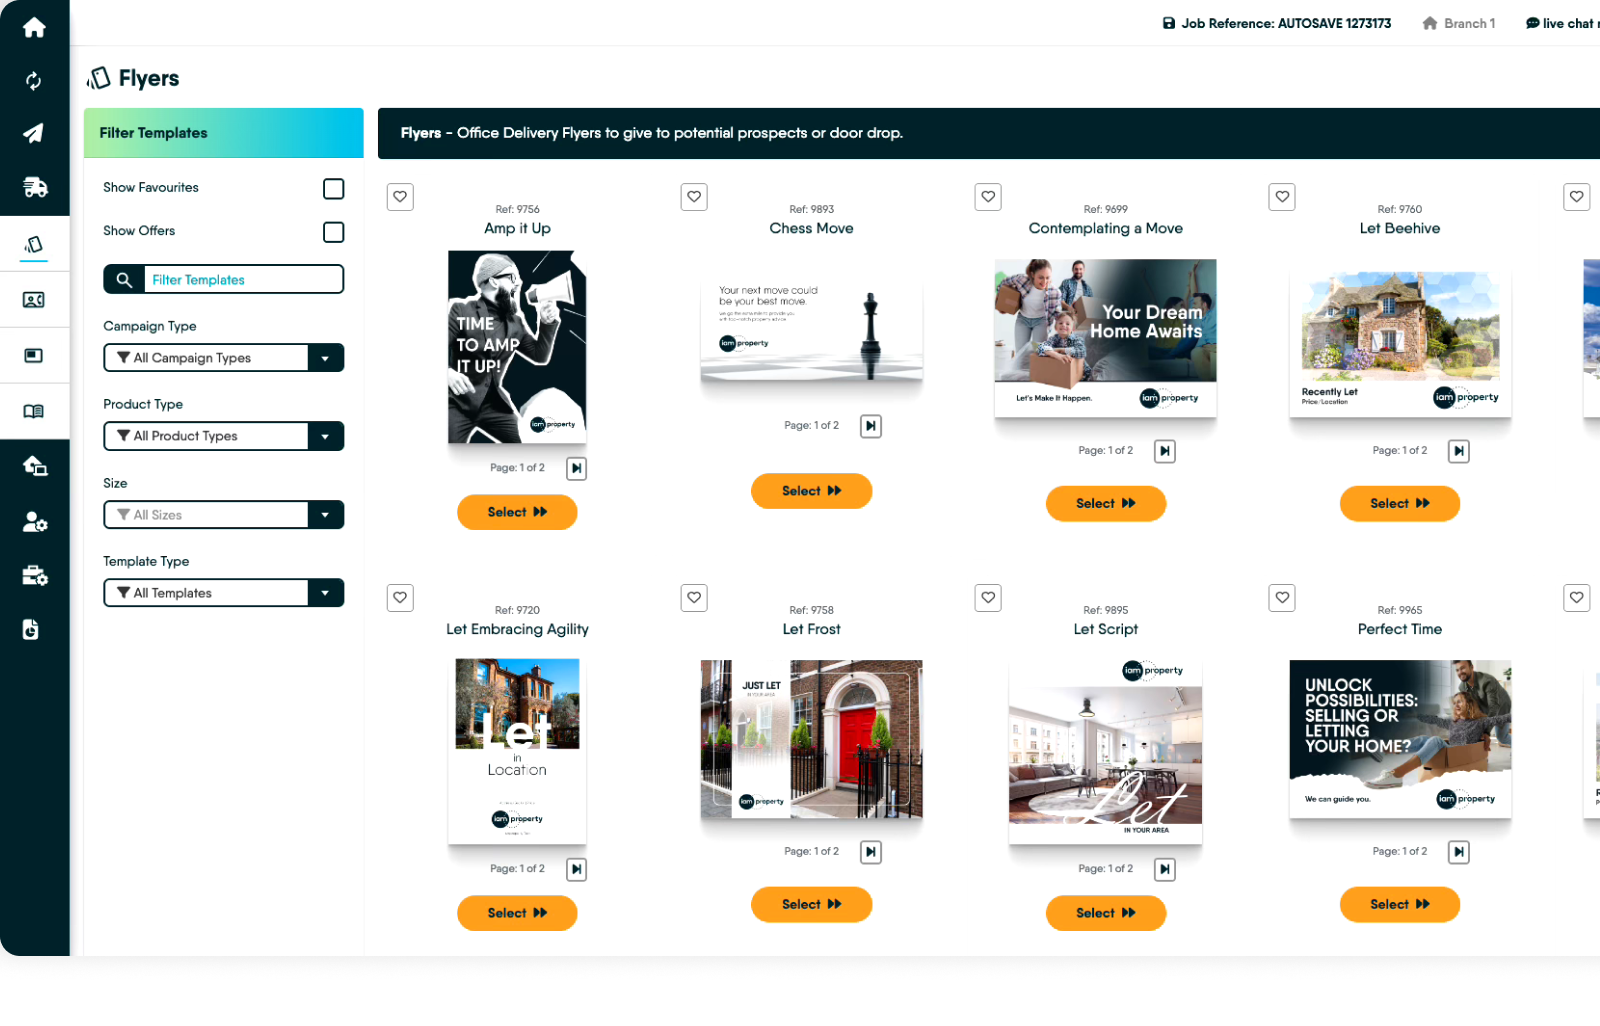 Job Reference: AUTOSAVE 1273173
Branch 1
live chat
Flyers
Filter Templates
Flyers - Office Delivery Flyers to give to potential prospects or door drop.
Show Favourites
Show Offers
Filter Templates
Campaign Type
All Campaign Types
Product Type
All Product Types
Size
All Sizes
Template Type
All Templates
Ref: 9756
Amp it Up
TIME
TO AMP
IT UP!
iam property
Page: 1 of 2
Select
Ref: 9893
Chess Move
Your next move could
be your best move.
iam property
Page: 1 of 2
Select
Ref: 9699
Contemplating a Move
Your Dream
Home Awaits
Let's Make It Happen.
iam property
Page: 1 of 2
Select
Ref: 9760
Let Beehive
Recently Let
Price/Location
iam property
Page: 1 of 2
Select
Ref: 9720
Let Embracing Agility
Let
in
Location
iam property
Page: 1 of 2
Select
Ref: 9758
Let Frost
JUST LET
IN YOUR AREA
iam property
Page: 1 of 2
Select
Ref: 9895
Let Script
iam property
Let
IN YOUR AREA
Page: 1 of 2
Select
Ref: 9965
Perfect Time
UNLOCK
POSSIBILITIES:
SELLING OR
LETTING
YOUR HOME?
We can guide you.
iam property
Page: 1 of 2
Select